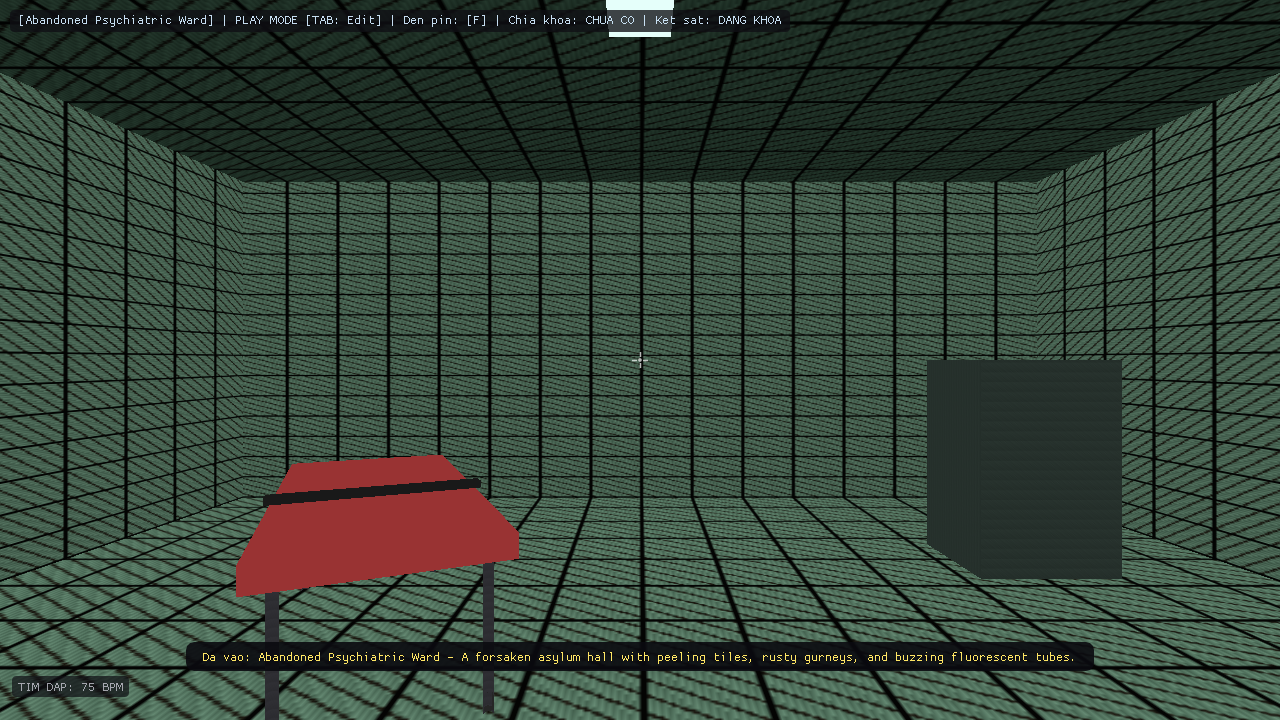 [Abandoned Psychiatric Ward] | PLAY MODE [TAB: Edit] | Den pin: [F] | Chia khoa: CHUA CO | Ket sat: DANG KHOA
Da vao: Abandoned Psychiatric Ward - A forsaken asylum hall with peeling tiles, rusty gurneys, and buzzing fluorescent tubes.
TIM DAP: 75 BPM